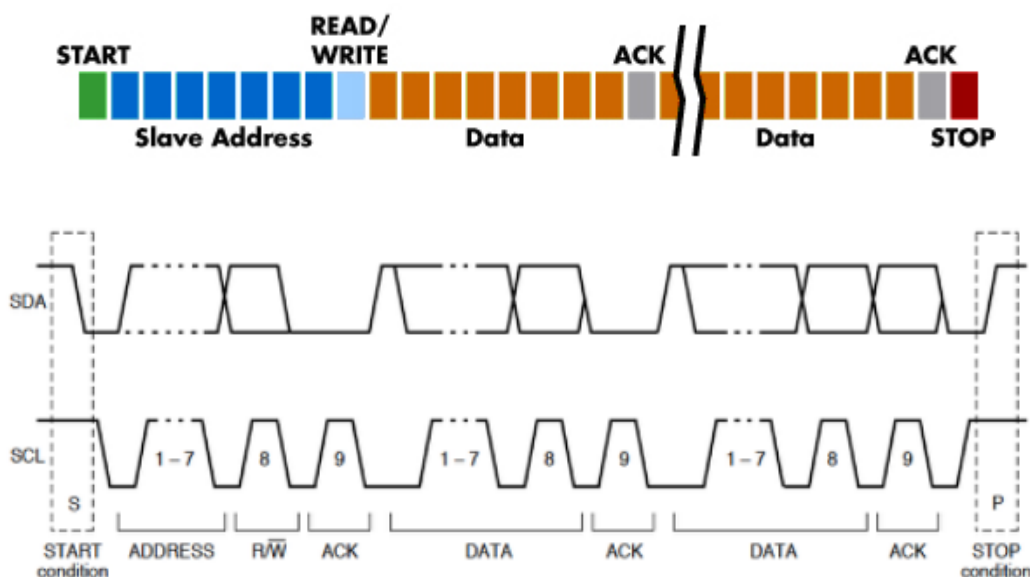 READ/
START WRITE ACK ACK
Slave Address Data Data STOP
SDA
SCL 1 – 7 8 9 1 – 7 8 9 1 – 7 8 9
S P
START ADDRESS R/W̅ ACK DATA ACK DATA ACK STOP
condition condition